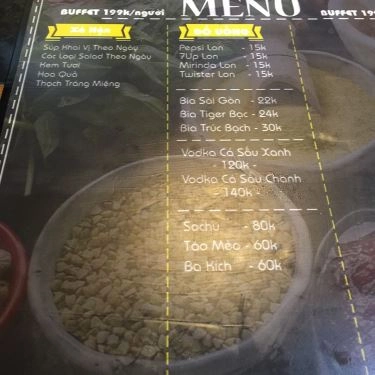 BUFFET 199k/người
MENU
BUFFET 199k
Đồ Uống
Súp Khai Vị Theo Ngày
Các Loại Salad Theo Ngày
Kem Tươi
Hoa Quả
Thạch Tráng Miệng
Pepsi Lon - 15k
7Up Lon - 15k
Mirinda Lon - 15k
Twister Lon - 15k
Bia Sài Gòn - 22k
Bia Tiger Bạc - 24k
Bia Trúc Bạch - 30k
Vodka Cá Sấu Xanh
- 120k -
Vodka Cá Sấu Chanh
- 140k -
Sochu - 80k
Táo Mèo - 60k
Ba Kích - 60k